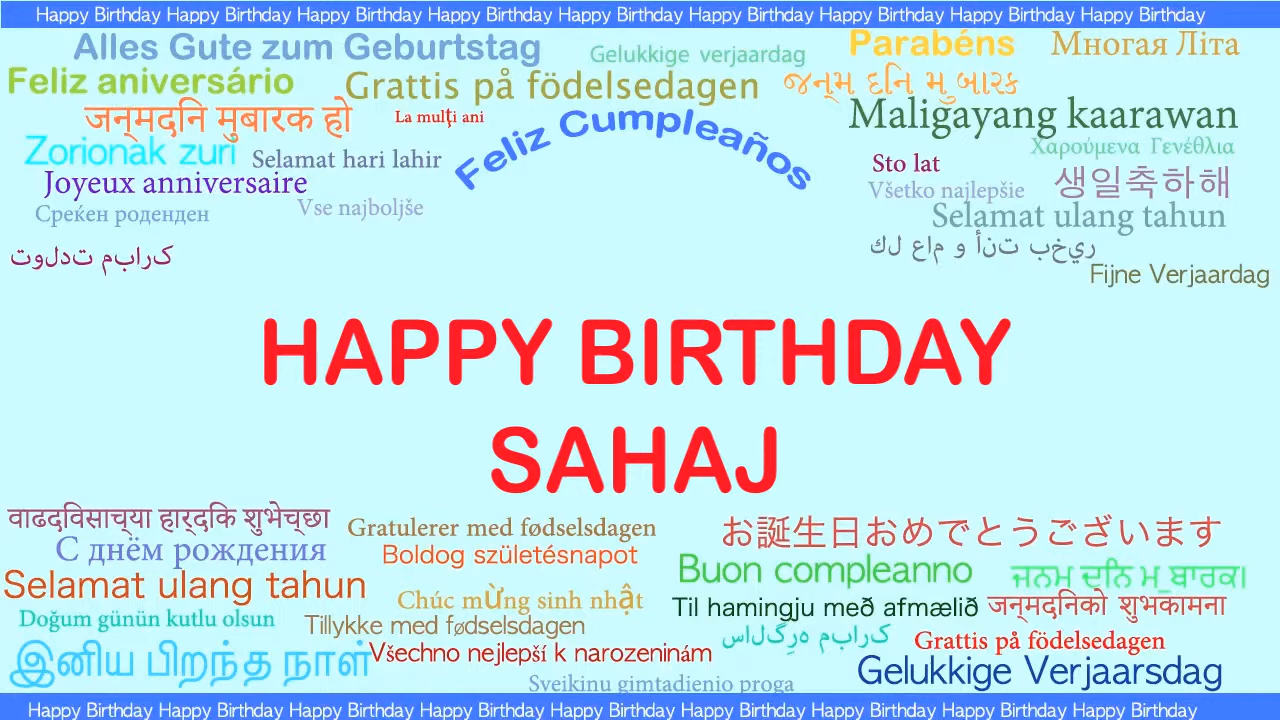 Happy Birthday Happy Birthday Happy Birthday Happy Birthday Happy Birthday Happy Birthday Happy Birthday Happy Birthday Happy Birthday
Alles Gute zum Geburtstag
Gelukkige verjaardag
Parabéns
Многая Літа
Feliz aniversário
Grattis på födelsedagen
જન્મ દિન મુબારક
जन्मदिन मुबारक हो
La mulţi ani
Feliz Cumpleaños
Maligayang kaarawan
Zorionak zuri
Selamat hari lahir
Sto lat
Χαρούμενα Γενέθλια
Joyeux anniversaire
Všetko najlepšie
생일축하해
Среќен роденден
Vse najboljše
Selamat ulang tahun
تولدت مبارک
كل عام و أنت بخير
Fijne Verjaardag
HAPPY BIRTHDAY
SAHAJ
वाढदिवसाच्या हार्दिक शुभेच्छा
Gratulerer med fødselsdagen
お誕生日おめでとうございます
С днём рождения
Boldog születésnapot
Buon compleanno
ਜਨਮ ਦਿਨ ਮੁਬਾਰਕ।
Selamat ulang tahun
Chúc mừng sinh nhật
Til hamingju með afmælið
जन्मदिनको शुभकामना
Doğum günün kutlu olsun
Tillykke med fødselsdagen
سالگرہ مبارک
Grattis på födelsedagen
இனிய பிறந்த நாள்
Všechno nejlepší k narozeninám
Gelukkige Verjaarsdag
Sveikinu gimtadienio proga
Happy Birthday Happy Birthday Happy Birthday Happy Birthday Happy Birthday Happy Birthday Happy Birthday Happy Birthday Happy Birthday